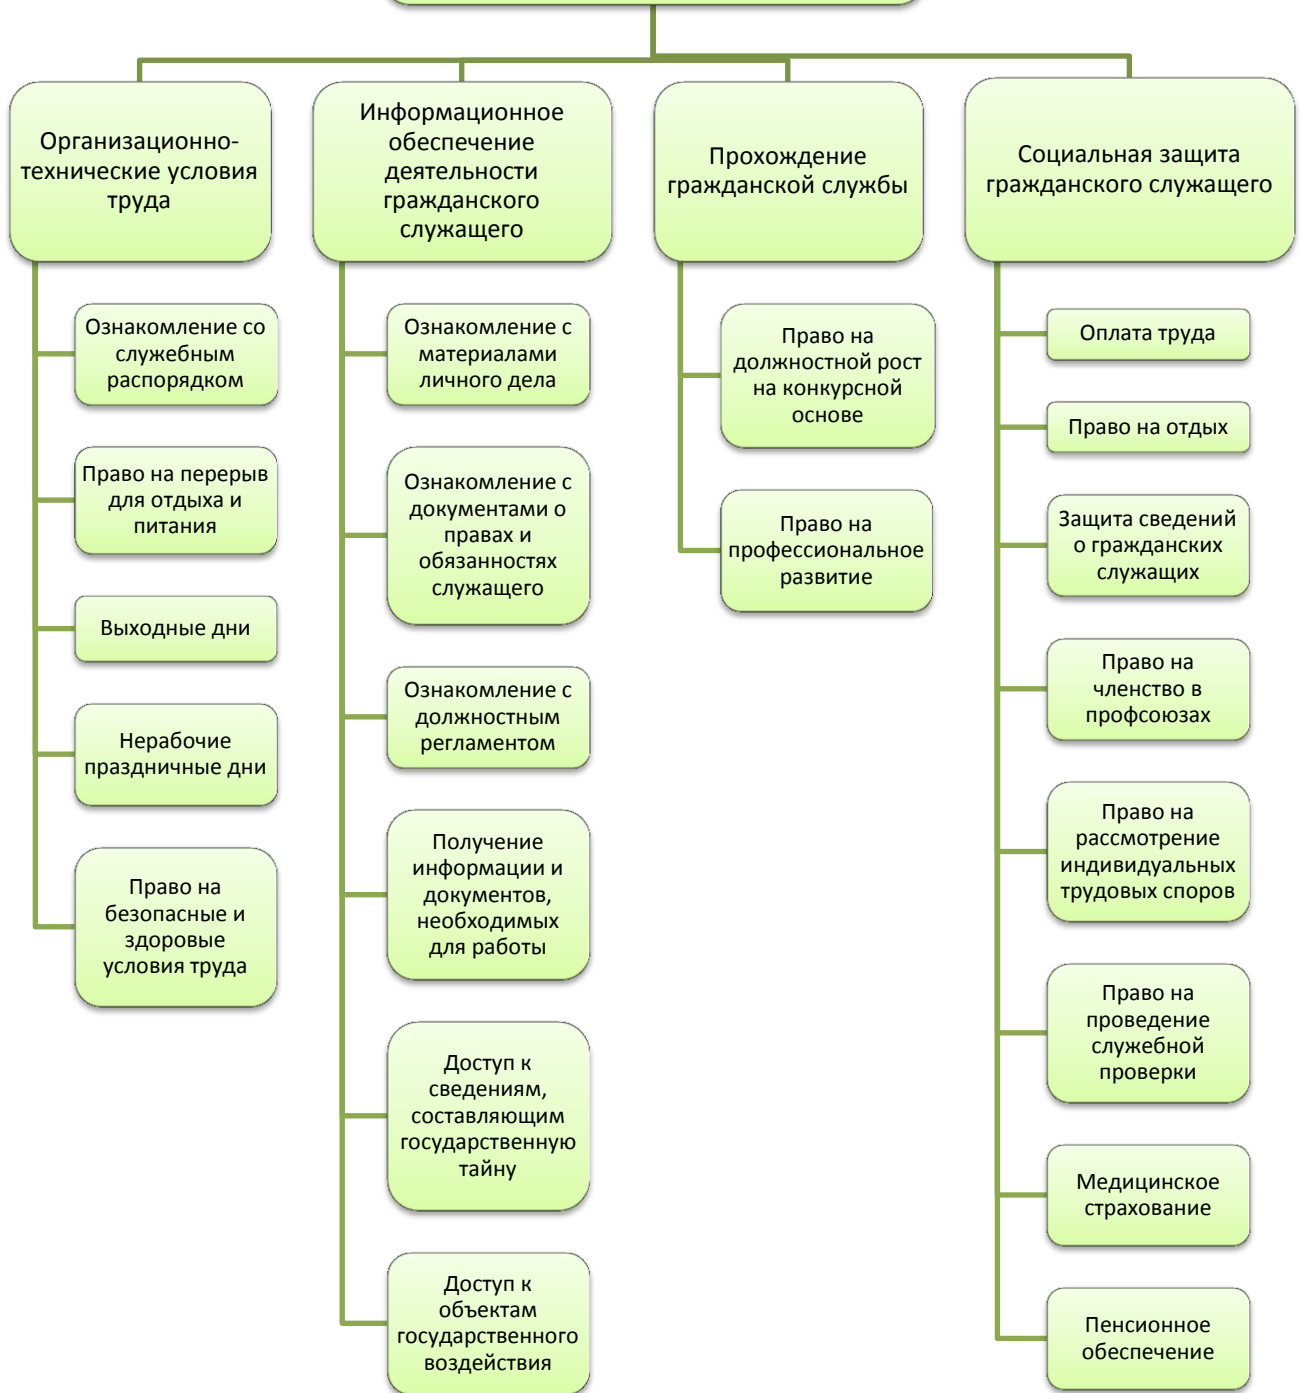 Организационно-
технические условия
труда
Ознакомление со
служебным
распорядком
Право на перерыв
для отдыха и
питания
Выходные дни
Нерабочие
праздничные дни
Право на
безопасные и
здоровые
условия труда
Информационное
обеспечение
деятельности
гражданского
служащего
Ознакомление с
материалами
личного дела
Ознакомление с
документами о
правах и
обязанностях
служащего
Ознакомление с
должностным
регламентом
Получение
информации и
документов,
необходимых
для работы
Доступ к
сведениям,
составляющим
государственную
тайну
Доступ к
объектам
государственного
воздействия
Прохождение
гражданской службы
Право на
должностной рост
на конкурсной
основе
Право на
профессиональное
развитие
Социальная защита
гражданского служащего
Оплата труда
Право на отдых
Защита сведений
о гражданских
служащих
Право на
членство в
профсоюзах
Право на
рассмотрение
индивидуальных
трудовых споров
Право на
проведение
служебной
проверки
Медицинское
страхование
Пенсионное
обеспечение